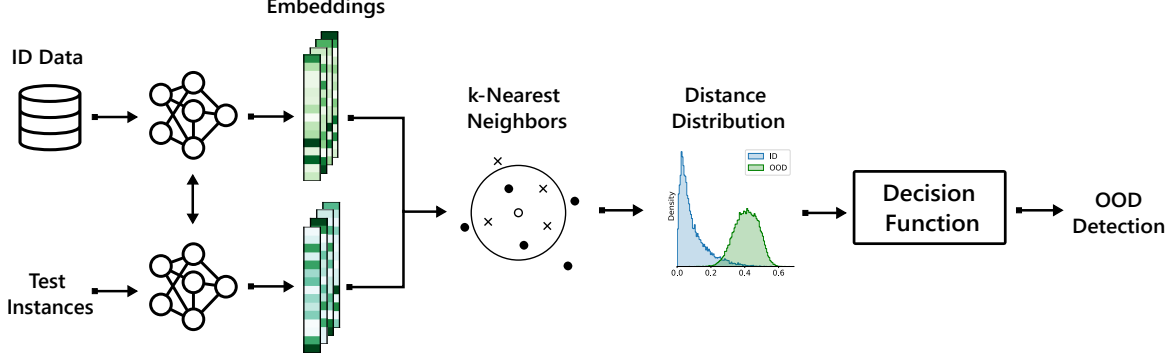 Embeddings
ID Data
k-Nearest
Neighbors
Distance
Distribution
ID
OOD
Density
0.0 0.2 0.4 0.6
Decision
Function
OOD
Detection
Test
Instances